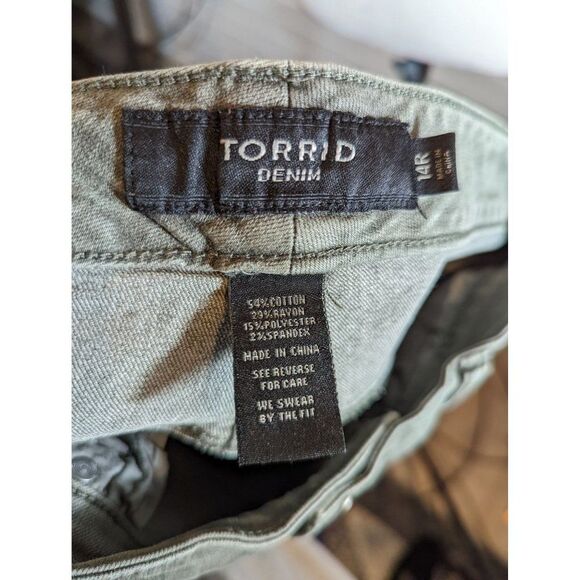 TORRID
DENIM
14R
MADE IN
CHINA
54% COTTON
29% RAYON
15% POLYESTER
2% SPANDEX
MADE IN CHINA
SEE REVERSE
FOR CARE
WE SWEAR
BY THE FIT